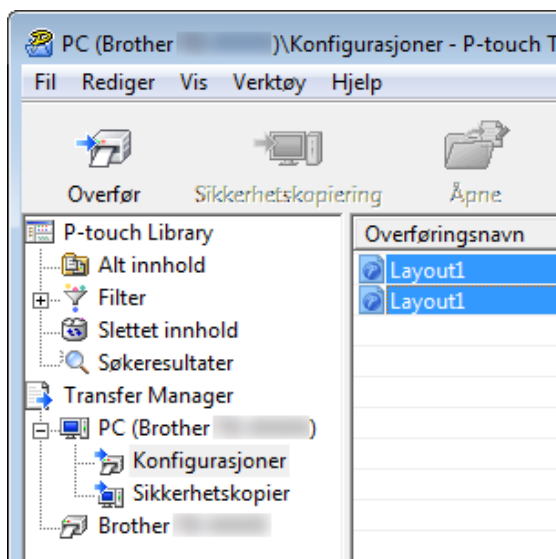 PC (Brother )\Konfigurasjoner - P-touch T
Fil Rediger Vis Verktøy Hjelp
Overfør Sikkerhetskopiering Åpne
P-touch Library
Alt innhold
Filter
Slettet innhold
Søkeresultater
Transfer Manager
PC (Brother )
Konfigurasjoner
Sikkerhetskopier
Brother
Overføringsnavn
Layout1
Layout1